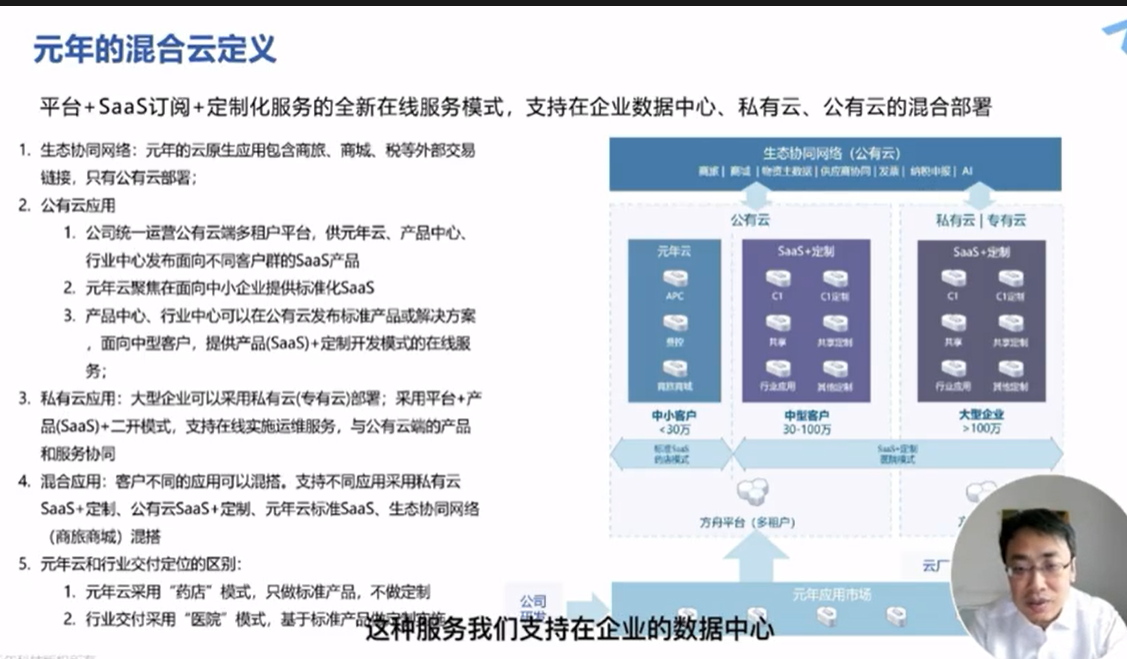 元年的混合云定义
平台+SaaS订阅+定制化服务的全新在线服务模式，支持在企业数据中心、私有云、公有云的混合部署
1. 生态协同网络：元年的云原生应用包含商旅、商城、税等外部交易
链接，只有公有云部署；
2. 公有云应用
1. 公司统一运营公有云端多租户平台，供元年云、产品中心、
行业中心发布面向不同客户群的SaaS产品
2. 元年云聚焦在面向中小企业提供标准化SaaS
3. 产品中心、行业中心可以在公有云发布标准产品或解决方案
，面向中型客户，提供产品(SaaS)+定制开发模式的在线服
务；
3. 私有云应用：大型企业可以采用私有云(专有云)部署；采用平台+产
品(SaaS)+二开模式，支持在线实施运维服务，与公有云端的产品
和服务协同
4. 混合应用：客户不同的应用可以混搭。支持不同应用采用私有云
SaaS+定制、公有云SaaS+定制、元年云标准SaaS、生态协同网络
（商旅商城）混搭
5. 元年云和行业交付定位的区别：
1. 元年云采用“药店”模式，只做标准产品，不做定制
2. 行业交付采用“医院”模式，基于标准产品做定制实施
生态协同网络（公有云）
商旅 | 商城 | 物资主数据 | 供应商协同 | 发票 | 纳税申报 | AI
公有云
私有云 | 专有云
元年云
APC
费控
商旅商城
SaaS+定制
C1 C1定制
共享 共享定制
行业应用 其他定制
SaaS+定制
C1 C1定制
共享 共享定制
行业应用 其他定制
中小客户
<30万
中型客户
30-100万
大型企业
>100万
标准SaaS
药店模式
SaaS+定制
医院模式
方舟平台（多租户）
云厂
公司
研发
元年应用市场
这种服务我们支持在企业的数据中心